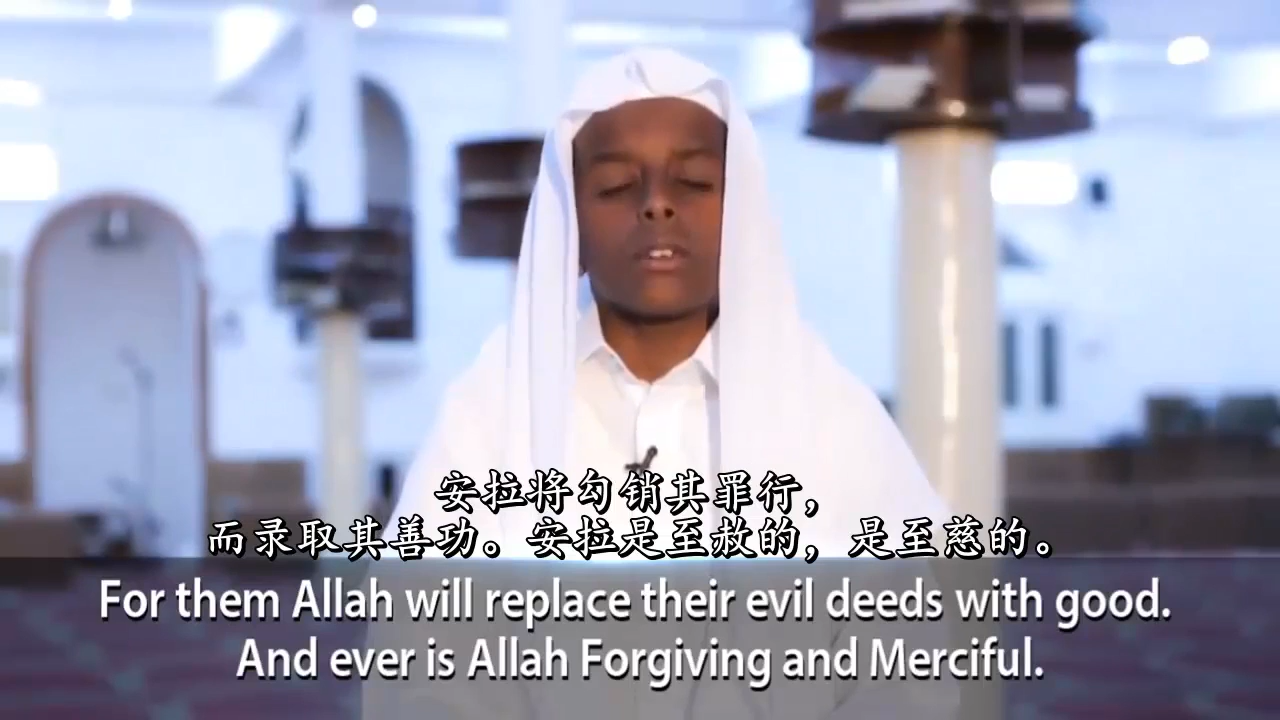 安拉将勾销其罪行，
而录取其善功。安拉是至赦的，是至慈的。
For them Allah will replace their evil deeds with good.
And ever is Allah Forgiving and Merciful.